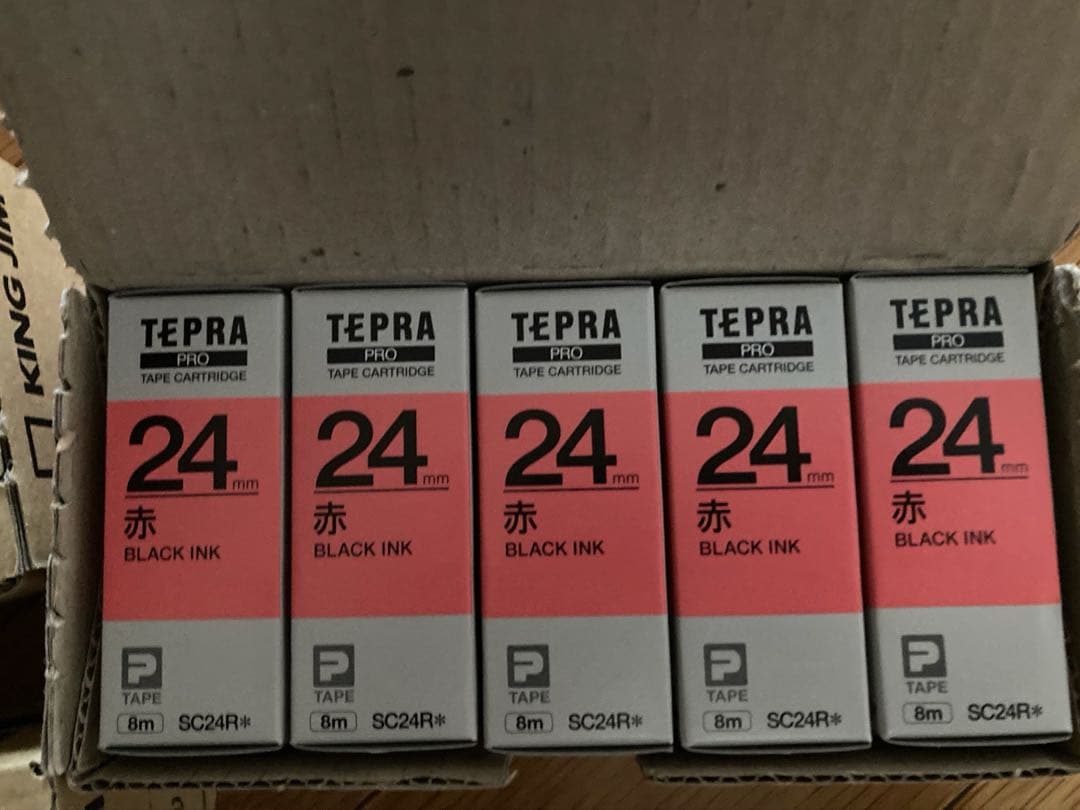 KING JIM
TEPRA
PRO
TAPE CARTRIDGE
24mm
赤
BLACK INK
P
TAPE
8m SC24R*
TEPRA
PRO
TAPE CARTRIDGE
24mm
赤
BLACK INK
P
TAPE
8m SC24R*
TEPRA
PRO
TAPE CARTRIDGE
24mm
赤
BLACK INK
P
TAPE
8m SC24R*
TEPRA
PRO
TAPE CARTRIDGE
24mm
赤
BLACK INK
P
TAPE
8m SC24R*
TEPRA
PRO
TAPE CARTRIDGE
24mm
赤
BLACK INK
P
TAPE
8m SC24R*